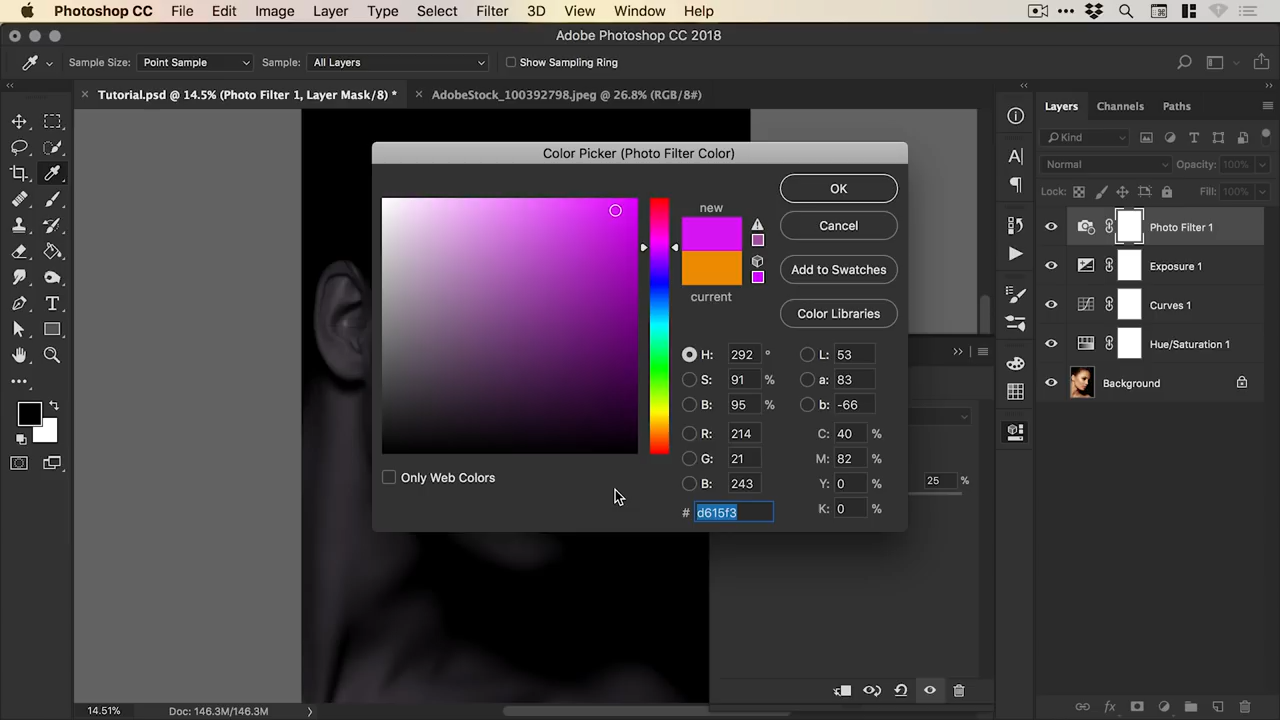 Photoshop CC File Edit Image Layer Type Select Filter 3D View Window Help
Adobe Photoshop CC 2018
Sample Size: Point Sample Sample: All Layers Show Sampling Ring
Tutorial.psd @ 14.5% (Photo Filter 1, Layer Mask/8) * AdobeStock_100392798.jpeg @ 26.8% (RGB/8#)
Layers Channels Paths
Kind
Normal Opacity: 100%
Lock: Fill: 100%
Photo Filter 1
Exposure 1
Curves 1
Hue/Saturation 1
Background
Color Picker (Photo Filter Color)
new
current
OK
Cancel
Add to Swatches
Color Libraries
H: 292 ° L: 53
S: 91 % a: 83
B: 95 % b: -66
R: 214 C: 40 %
G: 21 M: 82 %
B: 243 Y: 0 %
# d615f3 K: 0 %
Only Web Colors
25 %
14.51% Doc: 146.3M/146.3M